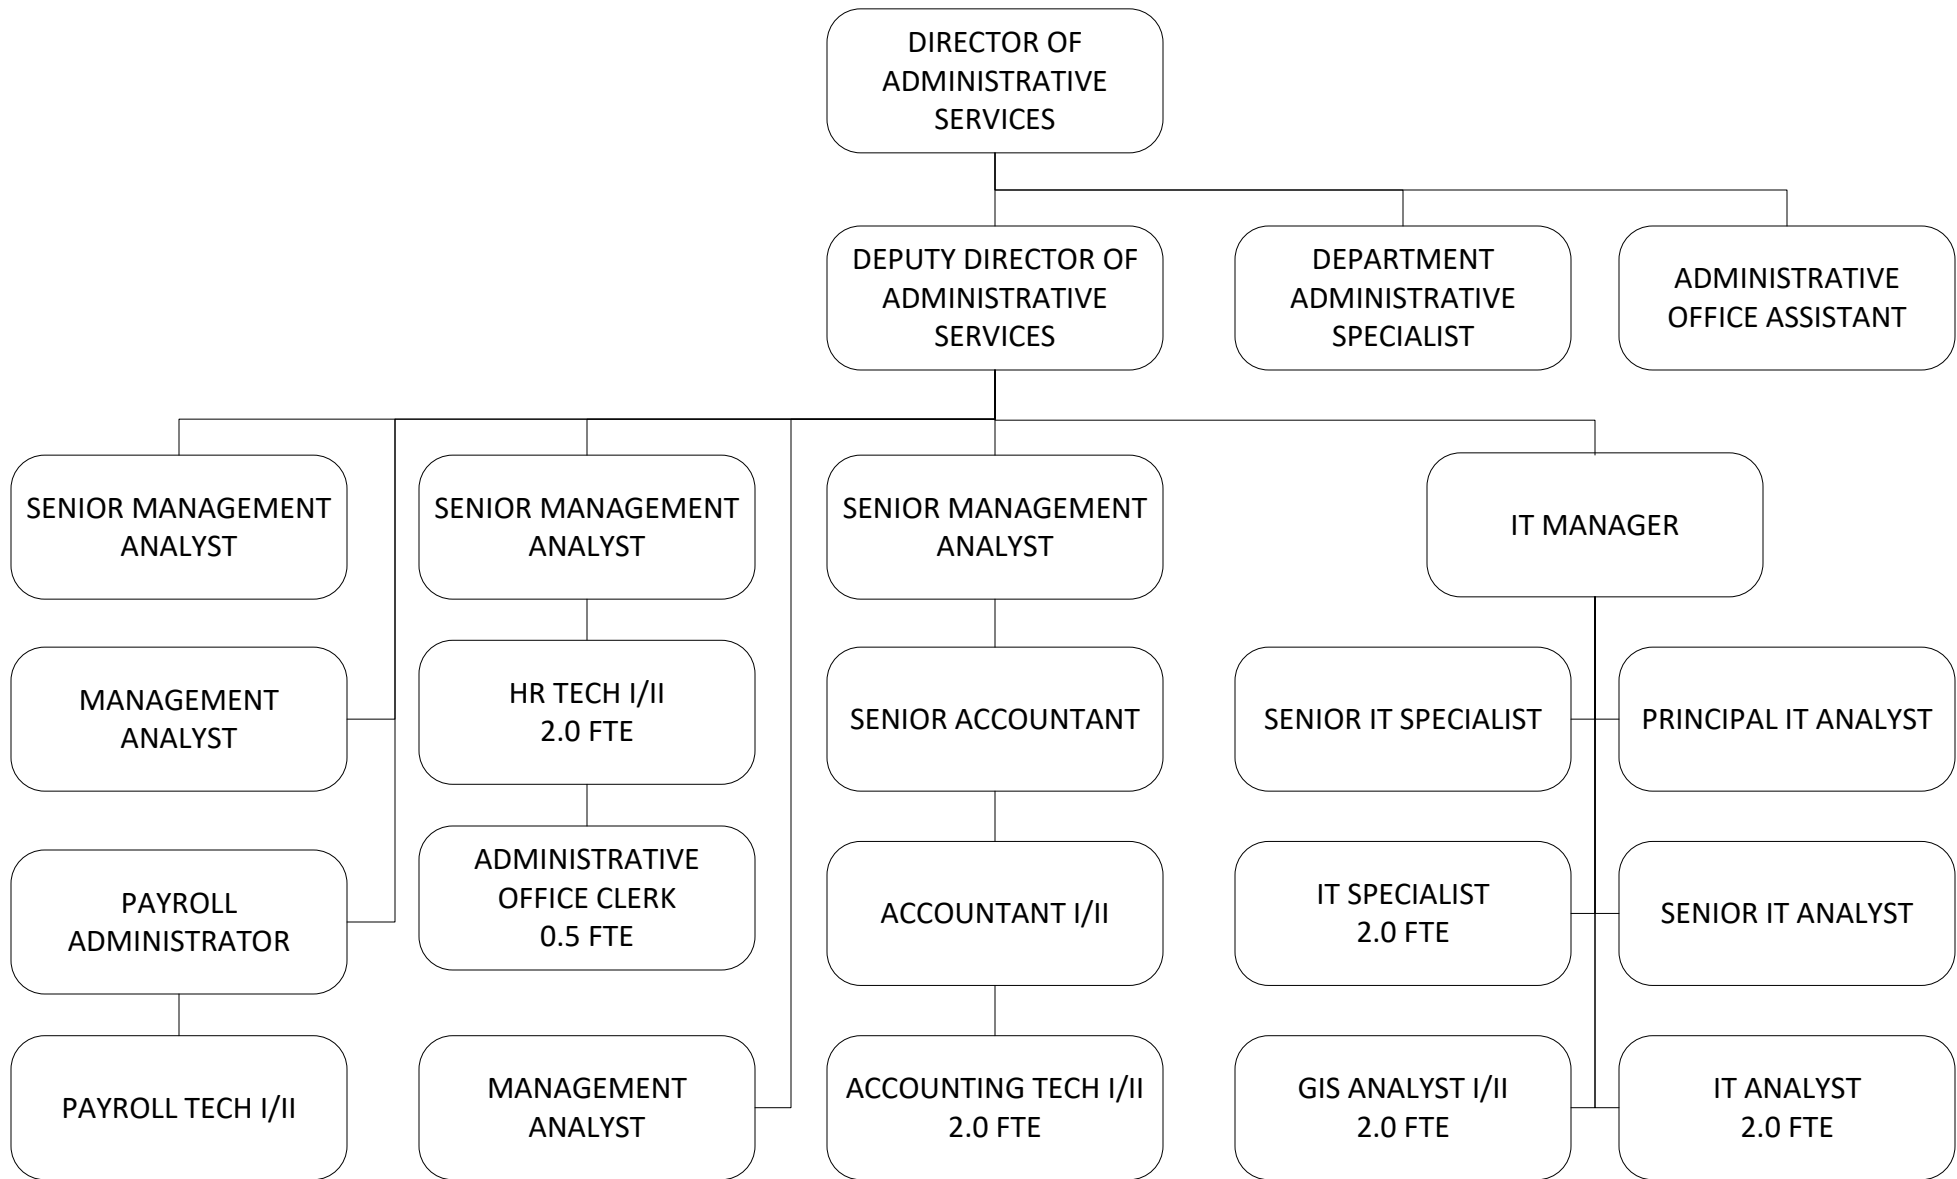 DIRECTOR OF
ADMINISTRATIVE
SERVICES
DEPUTY DIRECTOR OF
ADMINISTRATIVE
SERVICES
DEPARTMENT
ADMINISTRATIVE
SPECIALIST
ADMINISTRATIVE
OFFICE ASSISTANT
SENIOR MANAGEMENT
ANALYST
SENIOR MANAGEMENT
ANALYST
SENIOR MANAGEMENT
ANALYST
IT MANAGER
MANAGEMENT
ANALYST
HR TECH I/II
2.0 FTE
SENIOR ACCOUNTANT
SENIOR IT SPECIALIST
PRINCIPAL IT ANALYST
PAYROLL
ADMINISTRATOR
ADMINISTRATIVE
OFFICE CLERK
0.5 FTE
ACCOUNTANT I/II
IT SPECIALIST
2.0 FTE
SENIOR IT ANALYST
PAYROLL TECH I/II
MANAGEMENT
ANALYST
ACCOUNTING TECH I/II
2.0 FTE
GIS ANALYST I/II
2.0 FTE
IT ANALYST
2.0 FTE